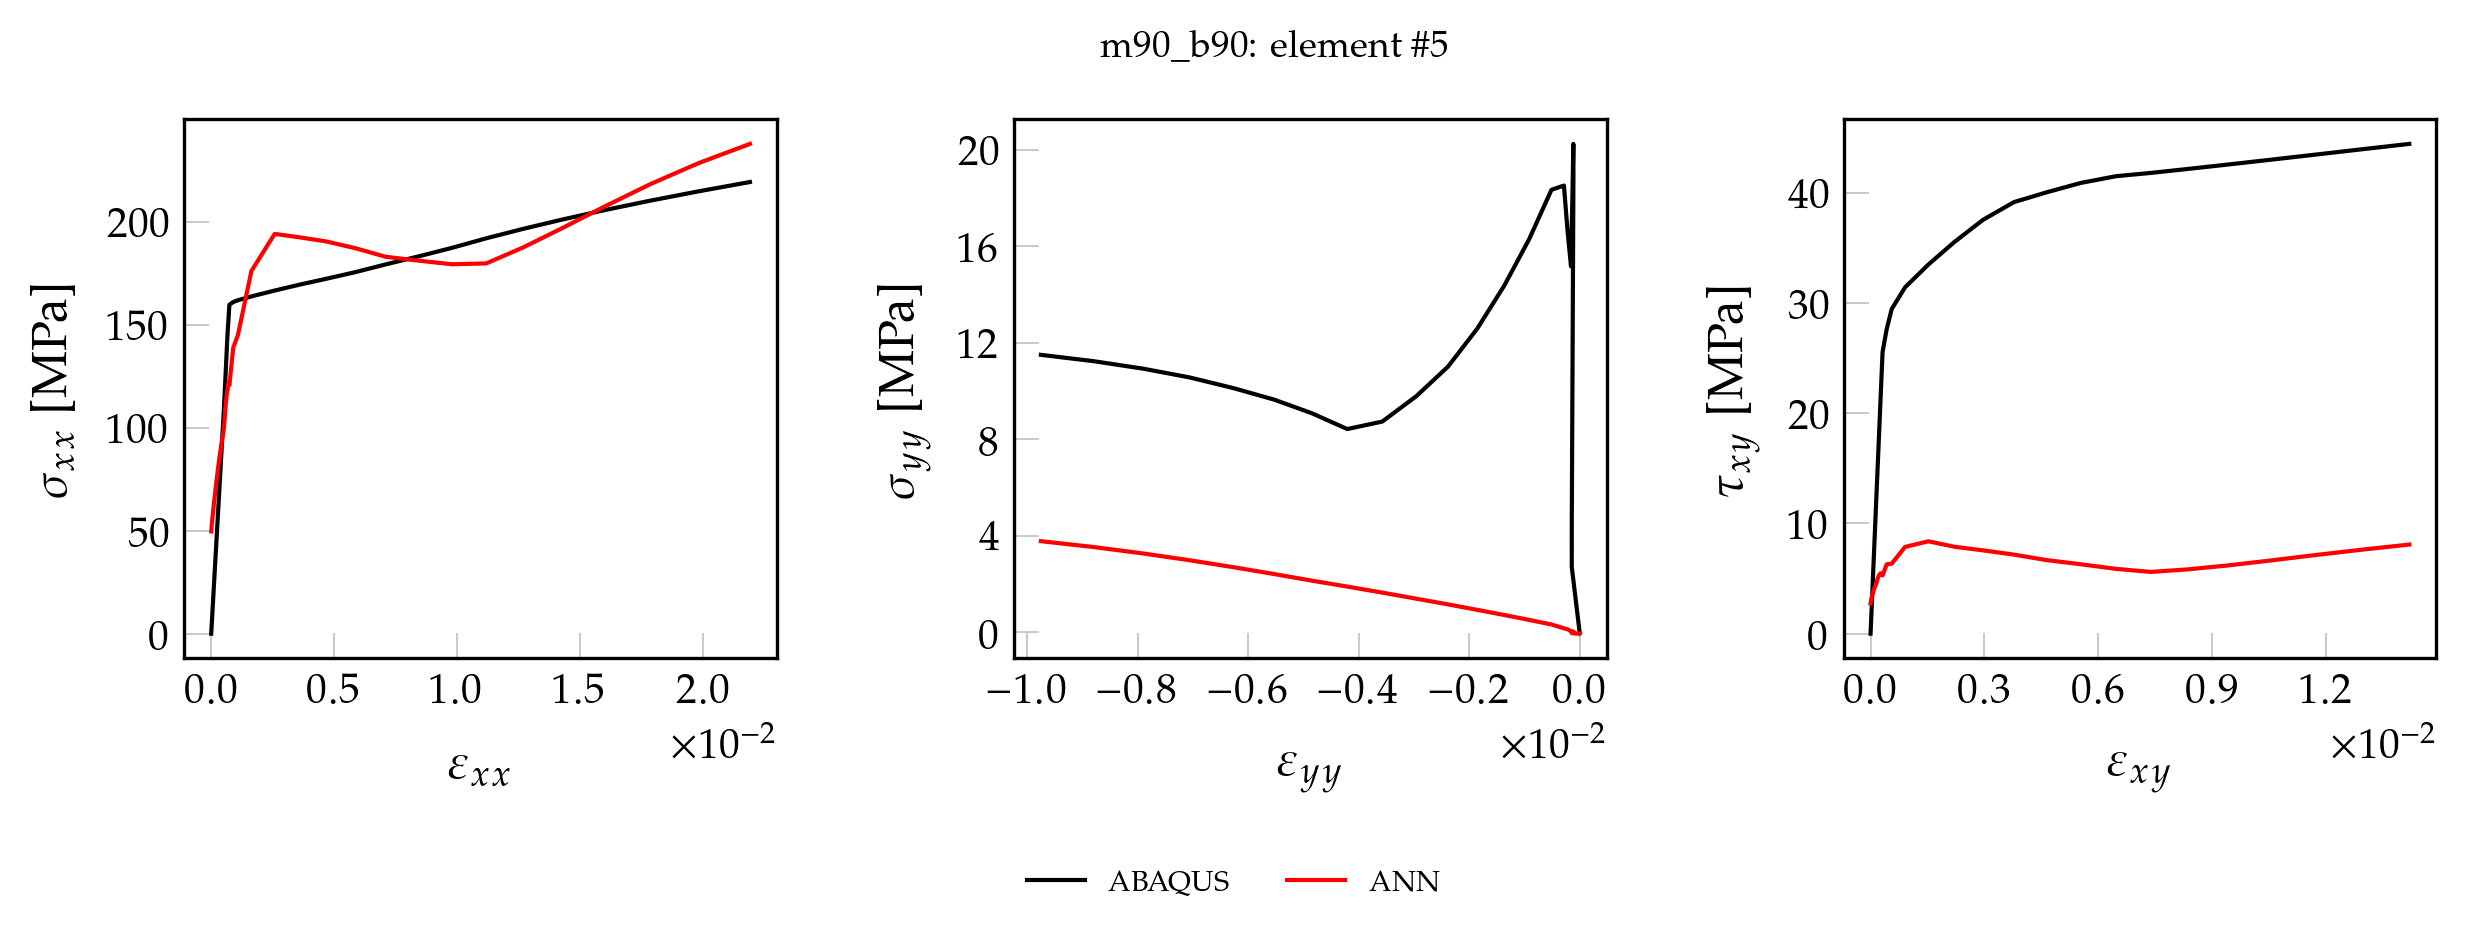 m90_b90: element #5
σxx [MPa]
200
150
100
50
0
0.0 0.5 1.0 1.5 2.0
×10⁻²
εxx
σyy [MPa]
20
16
12
8
4
0
−1.0 −0.8 −0.6 −0.4 −0.2 0.0
×10⁻²
εyy
τxy [MPa]
40
30
20
10
0
0.0 0.3 0.6 0.9 1.2
×10⁻²
εxy
ABAQUS ANN